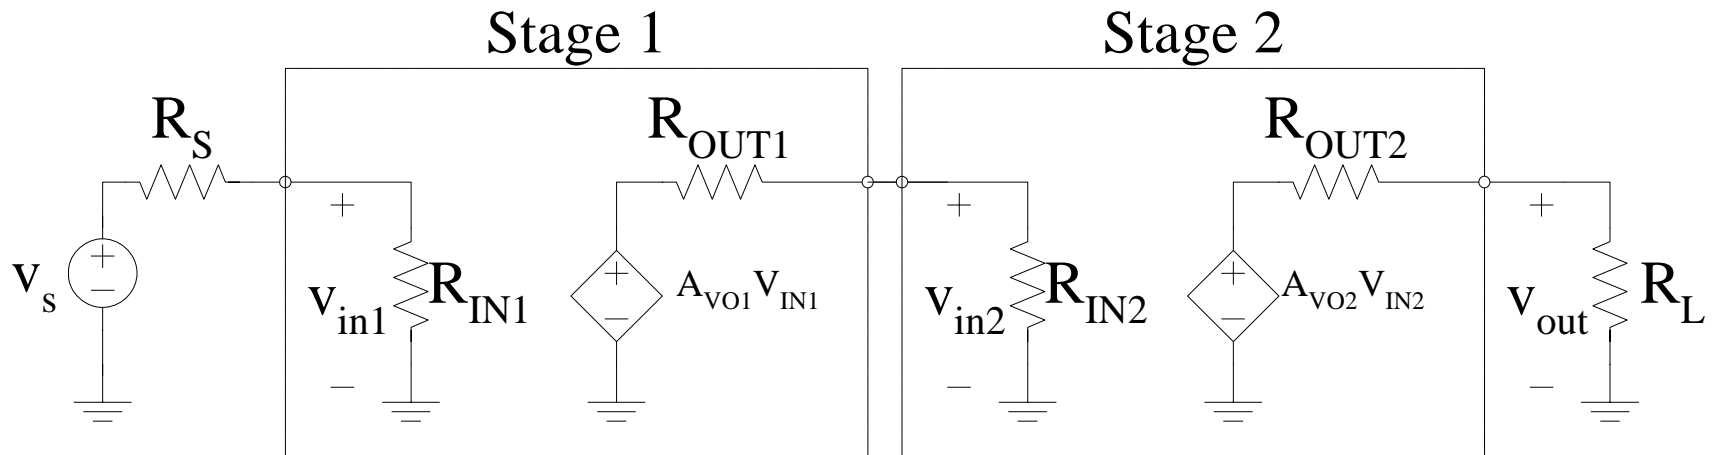 Stage 1
Stage 2
R_S
R_OUT1
R_OUT2
+
+
+
v_s
+
−
v_in1
R_IN1
+
−
A_VO1 V_IN1
v_in2
R_IN2
+
−
A_VO2 V_IN2
v_out
R_L
−
−
−